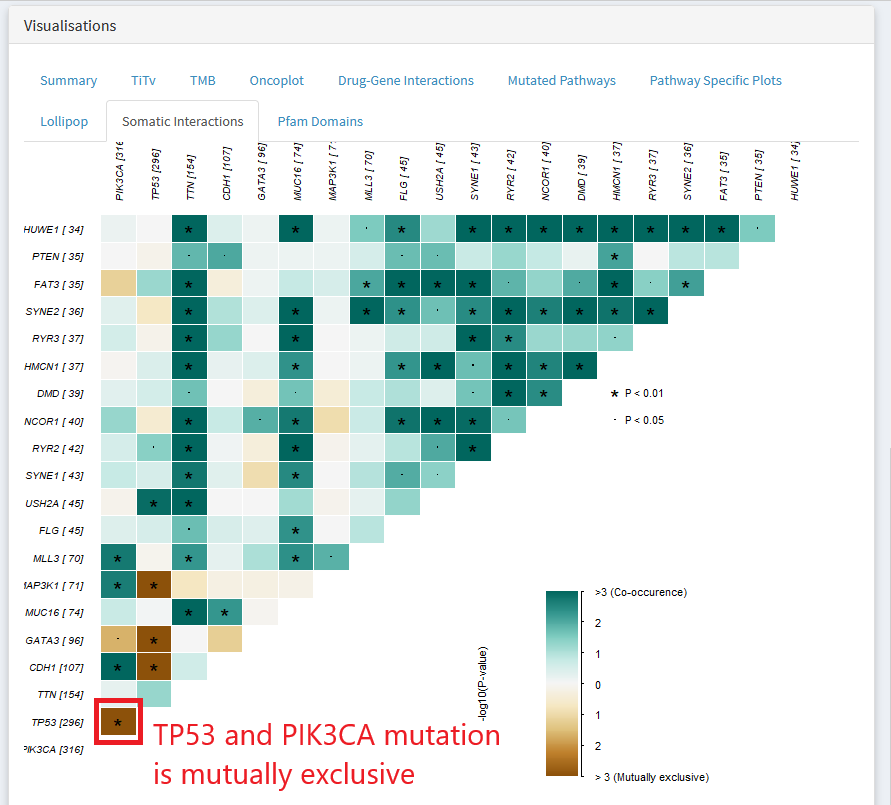 Visualisations
Summary TiTv TMB Oncoplot Drug-Gene Interactions Mutated Pathways Pathway Specific Plots
Lollipop Somatic Interactions Pfam Domains
PIK3CA [316
TP53 [296]
TTN [154]
CDH1 [107]
GATA3 [ 96]
MUC16 [ 74]
MAP3K1 [ 71
MLL3 [ 70]
FLG [ 45]
USH2A [ 45]
SYNE1 [ 43]
RYR2 [ 42]
NCOR1 [ 40]
DMD [ 39]
HMCN1 [ 37]
RYR3 [ 37]
SYNE2 [ 36]
FAT3 [ 35]
PTEN [ 35]
HUWE1 [ 34]
HUWE1 [ 34]
PTEN [ 35]
FAT3 [ 35]
SYNE2 [ 36]
RYR3 [ 37]
HMCN1 [ 37]
DMD [ 39]
* P < 0.01
NCOR1 [ 40]
· P < 0.05
RYR2 [ 42]
SYNE1 [ 43]
USH2A [ 45]
FLG [ 45]
MLL3 [ 70]
MAP3K1 [ 71]
MUC16 [ 74]
GATA3 [ 96]
CDH1 [107]
TTN [154]
TP53 [296]
PIK3CA [316]
-log10(P-value)
>3 (Co-occurence)
2
1
0
1
2
> 3 (Mutually exclusive)
TP53 and PIK3CA mutation
is mutually exclusive